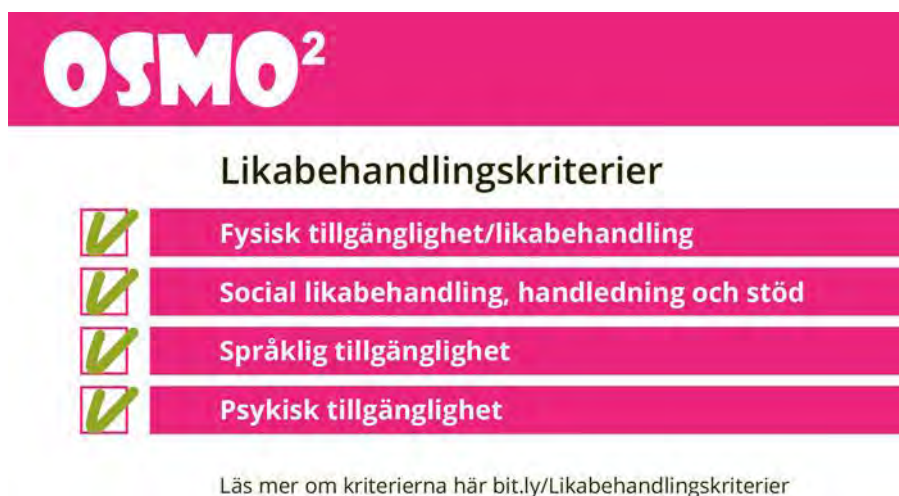 OSMO²
Likabehandlingskriterier
Fysisk tillgänglighet/likabehandling
Social likabehandling, handledning och stöd
Språklig tillgänglighet
Psykisk tillgänglighet
Läs mer om kriterierna här bit.ly/Likabehandlingskriterier